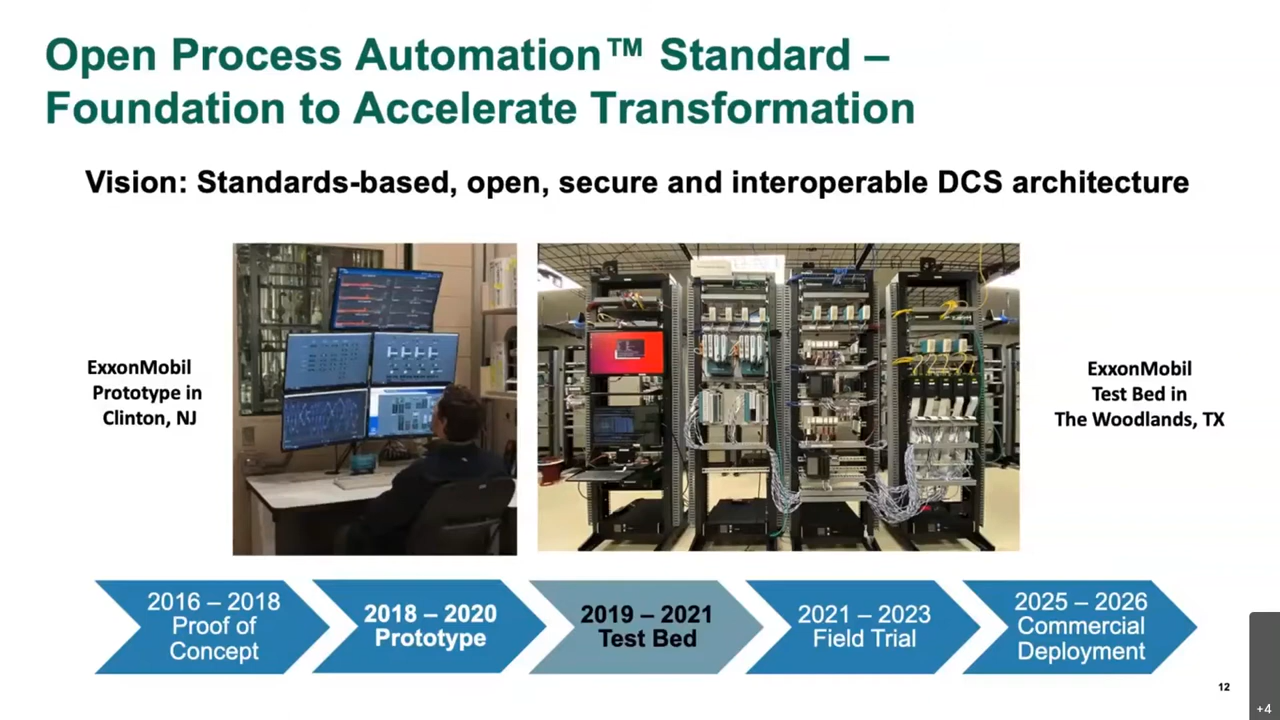 Open Process Automation™ Standard –
Foundation to Accelerate Transformation
Vision: Standards-based, open, secure and interoperable DCS architecture
ExxonMobil
Prototype in
Clinton, NJ
ExxonMobil
Test Bed in
The Woodlands, TX
2016 – 2018
Proof of
Concept
2018 – 2020
Prototype
2019 – 2021
Test Bed
2021 – 2023
Field Trial
2025 – 2026
Commercial
Deployment
12
+4